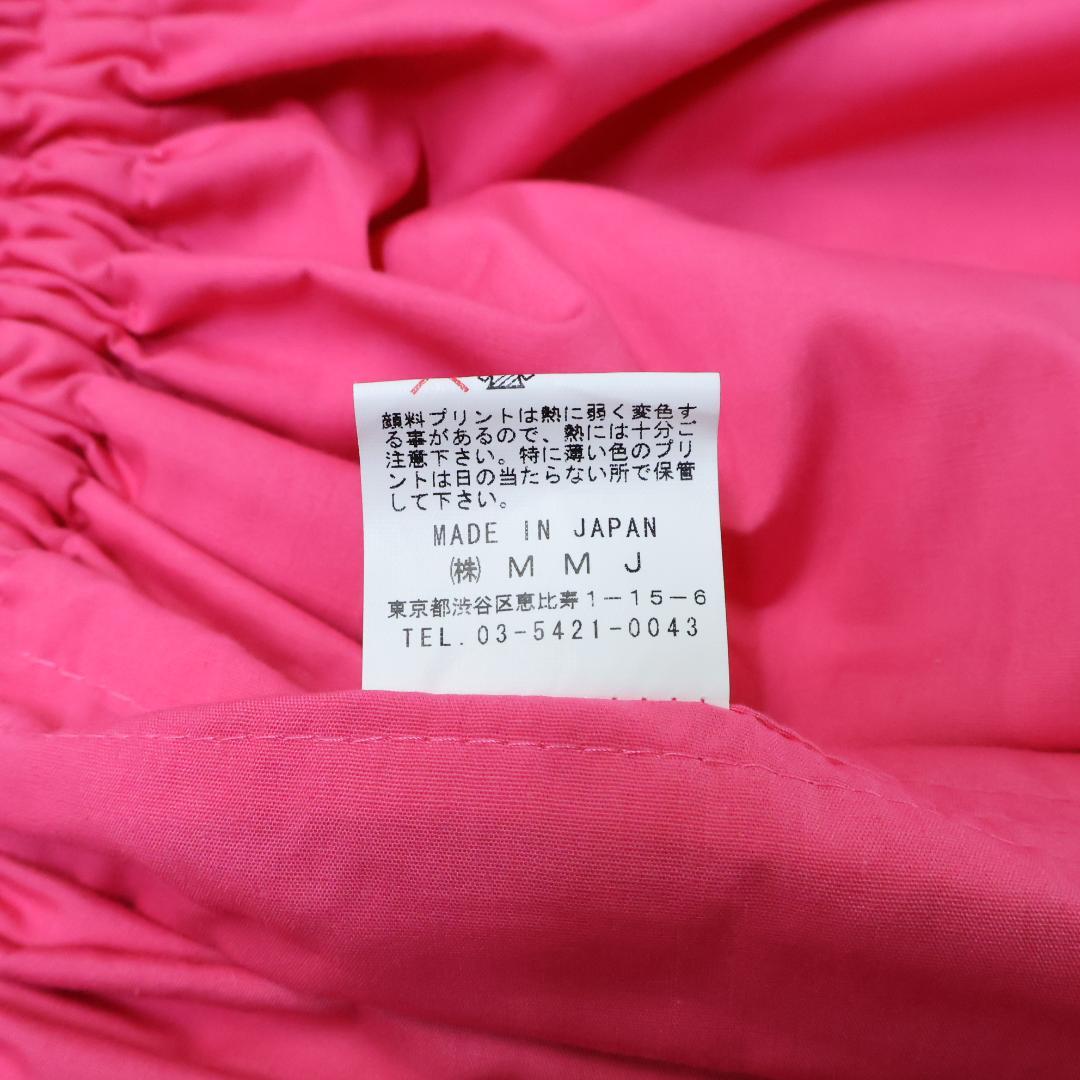 顔料プリントは熱に弱く変色す
る事があるので、熱には十分ご
注意下さい。特に薄い色のプリ
ントは日の当たらない所で保管
して下さい。
MADE IN JAPAN
㈱ M M J
東京都渋谷区恵比寿1-15-6
TEL. 03-5421-0043